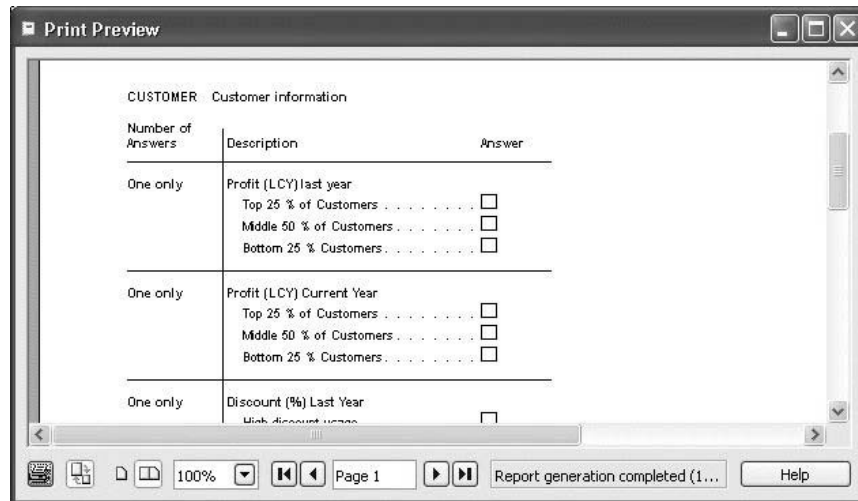 Print Preview
CUSTOMER Customer information
Number of
Answers Description Answer
One only Profit (LCY) last year
Top 25 % of Customers . . . . . . . .
Middle 50 % of Customers . . . . . . .
Bottom 25 % Customers . . . . . . . .
One only Profit (LCY) Current Year
Top 25 % of Customers . . . . . . . .
Middle 50 % of Customers . . . . . . .
Bottom 25 % Customers . . . . . . . .
One only Discount (%) Last Year
High discount usage
100% Page 1 Report generation completed (1... Help